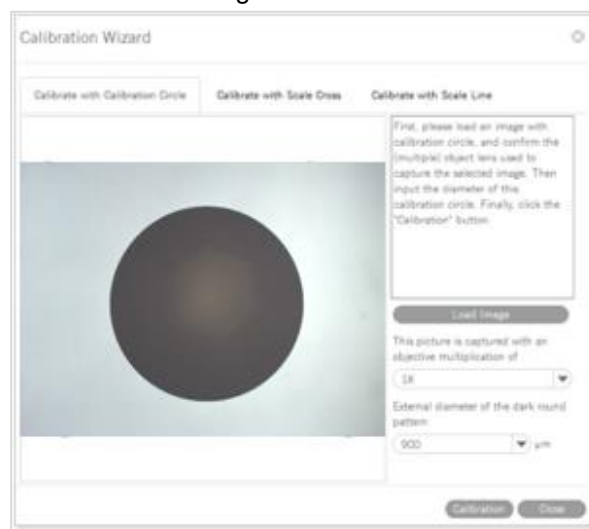 Calibration Wizard
Calibrate with Calibration Circle
Calibrate with Scale Cross
Calibrate with Scale Line
First, please load an image with
calibration circle, and confirm the
(multiple) object lens used to
capture the selected image. Then
input the diameter of this
calibration circle. Finally, click the
"Calibration" button
Load Image
This picture is captured with an
objective multiplication of
1X
External diameter of the dark round
pattern
900
μm
Calibration
Close